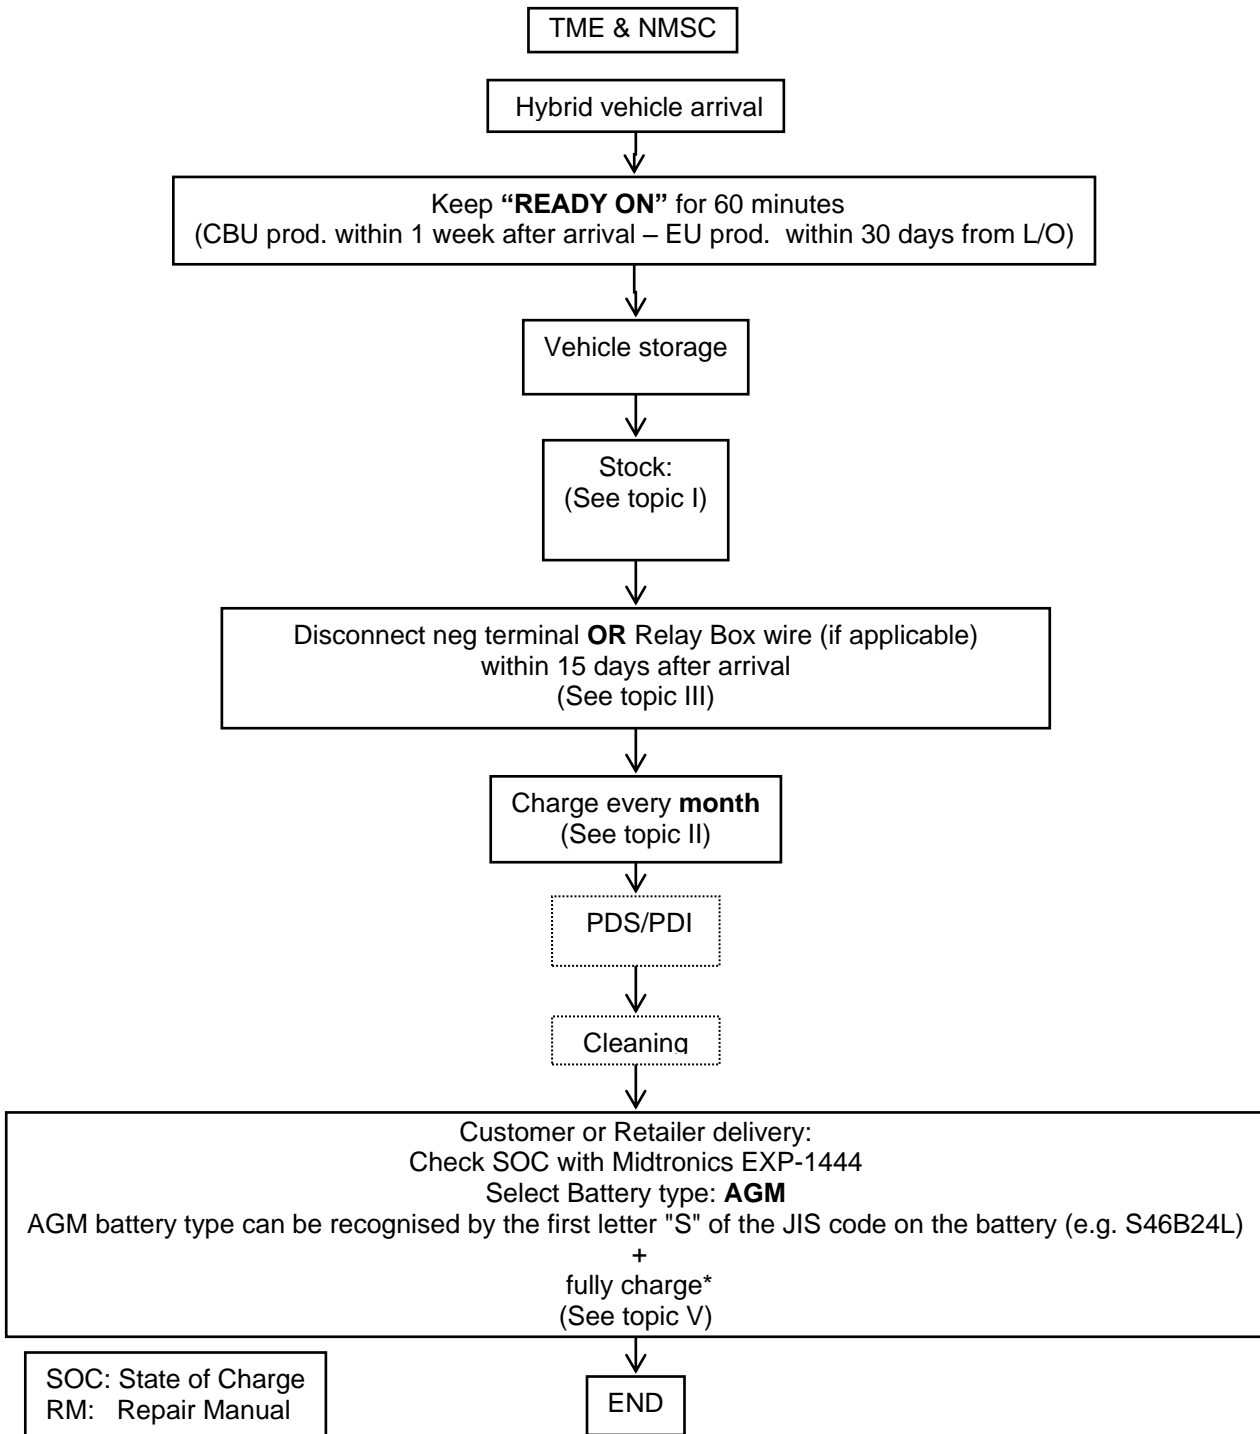 TME & NMSC
Hybrid vehicle arrival
Keep “READY ON” for 60 minutes
(CBU prod. within 1 week after arrival – EU prod. within 30 days from L/O)
Vehicle storage
Stock:
(See topic I)
Disconnect neg terminal OR Relay Box wire (if applicable)
within 15 days after arrival
(See topic III)
Charge every month
(See topic II)
PDS/PDI
Cleaning
Customer or Retailer delivery:
Check SOC with Midtronics EXP-1444
Select Battery type: AGM
AGM battery type can be recognised by the first letter "S" of the JIS code on the battery (e.g. S46B24L)
+
fully charge*
(See topic V)
SOC: State of Charge
RM: Repair Manual
END